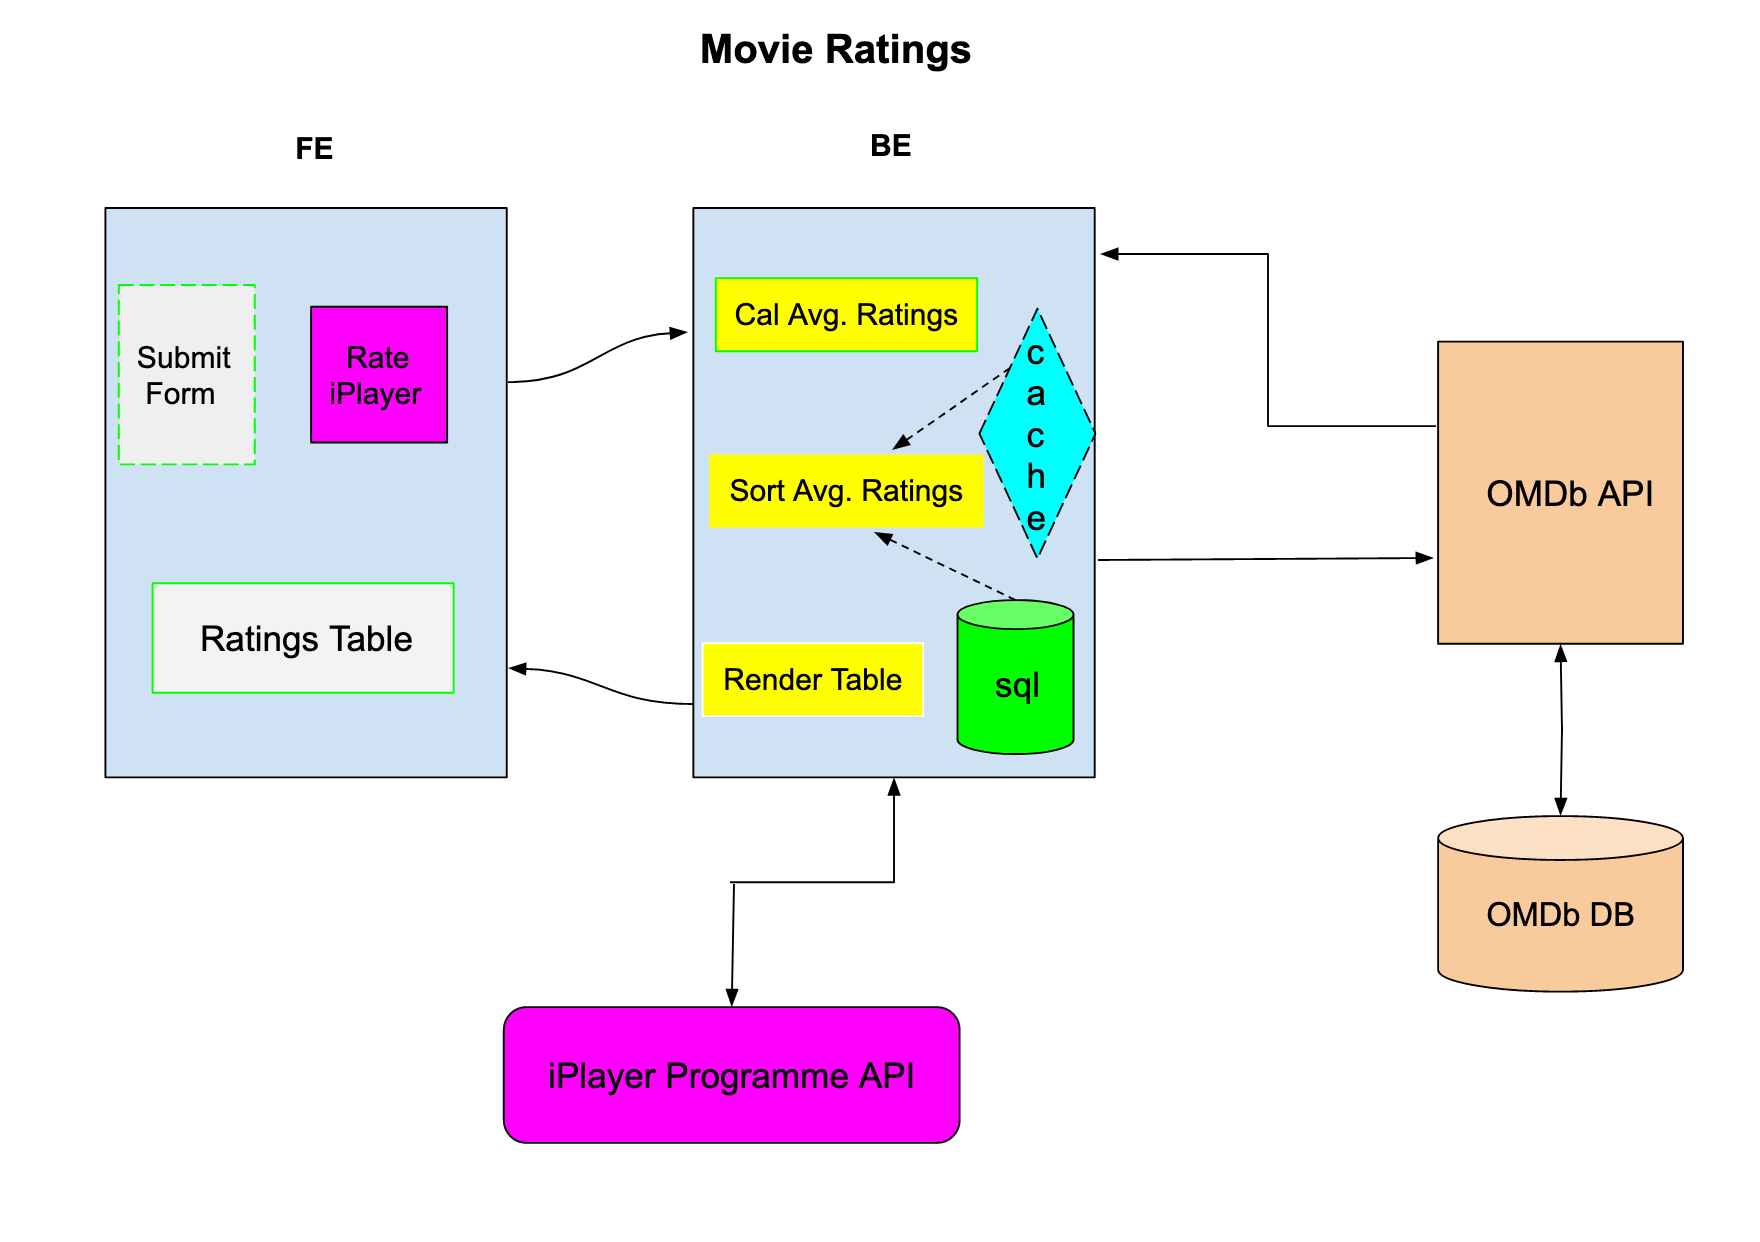 Movie Ratings
FE
BE
Submit
Form
Rate
iPlayer
Ratings Table
Cal Avg. Ratings
c
a
c
h
e
Sort Avg. Ratings
Render Table
sql
OMDb API
OMDb DB
iPlayer Programme API